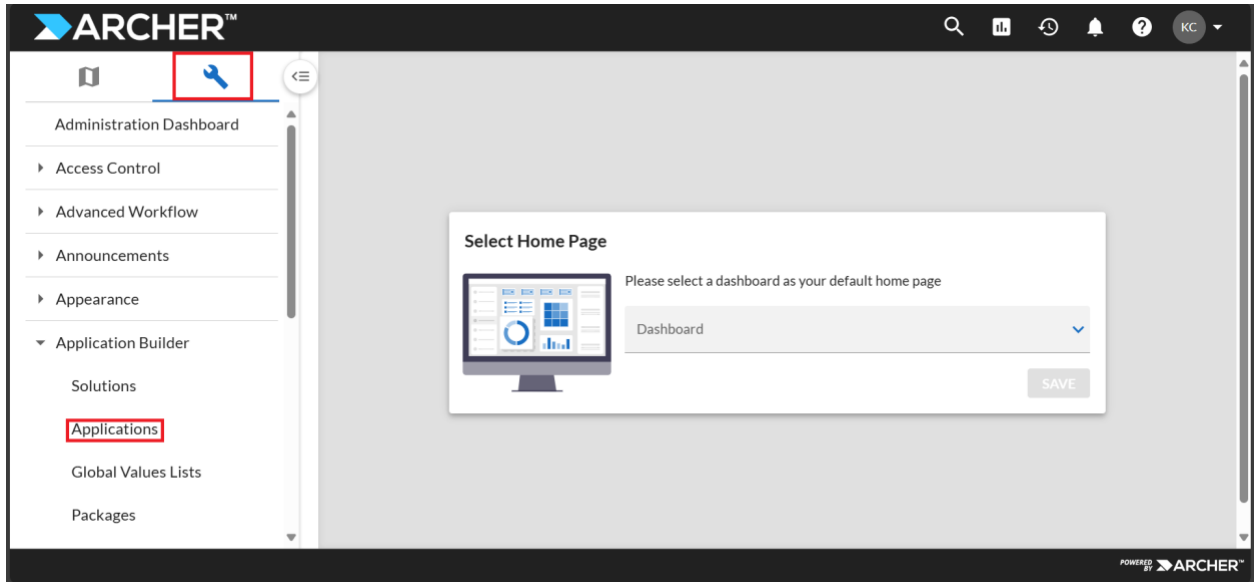 ARCHER™
KC
Administration Dashboard
Access Control
Advanced Workflow
Announcements
Appearance
Application Builder
Solutions
Applications
Global Values Lists
Packages
Select Home Page
Please select a dashboard as your default home page
Dashboard
SAVE
POWERED BY ARCHER™